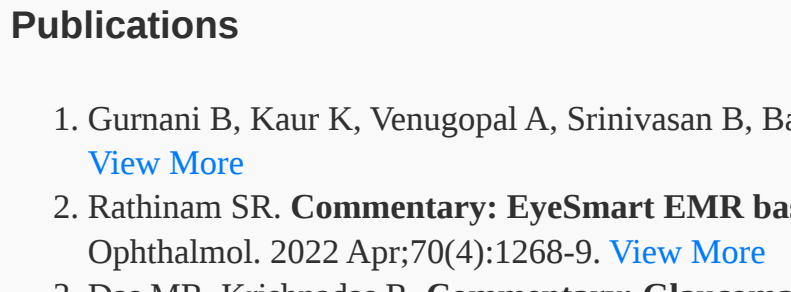 Publications
1. Gurnani B, Kaur K, Venugopal A, Srinivasan B,
View More
2. Rathinam SR. Commentary: EyeSmart EMR
Ophthalmol. 2022 Apr;70(4):1268-9. View More